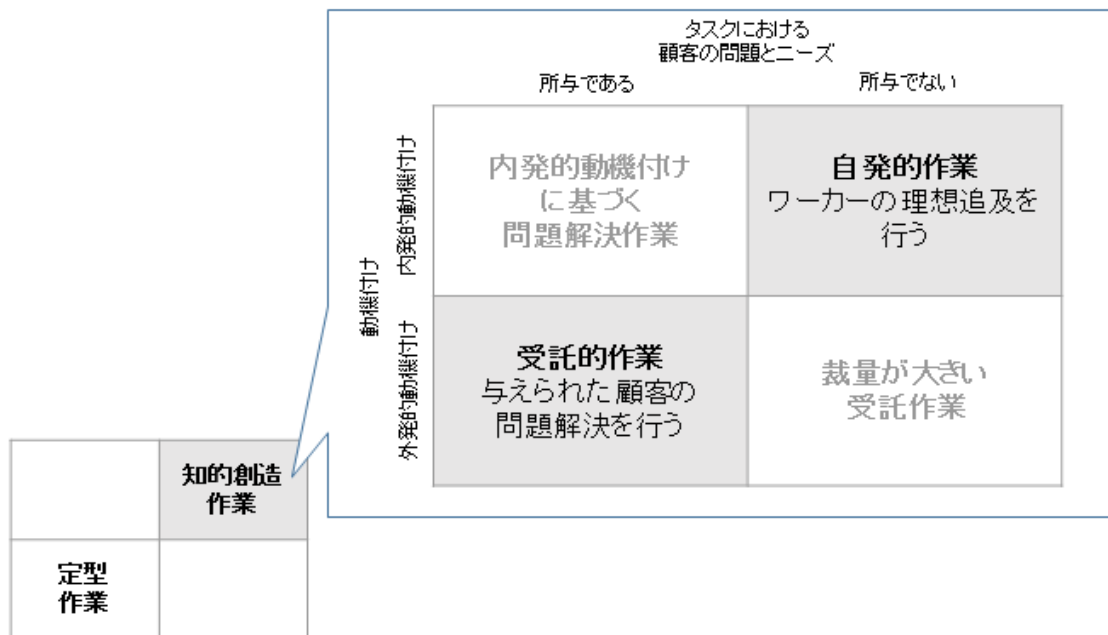 タスクにおける
顧客の問題とニーズ
所与である
所与でない
動機付け
内発的動機付け
内発的動機付け
に基づく
問題解決作業
自発的作業
ワーカーの理想追及を
行う
外発的動機付け
受託的作業
与えられた顧客の
問題解決を行う
裁量が大きい
受託作業
知的創造
作業
定型
作業